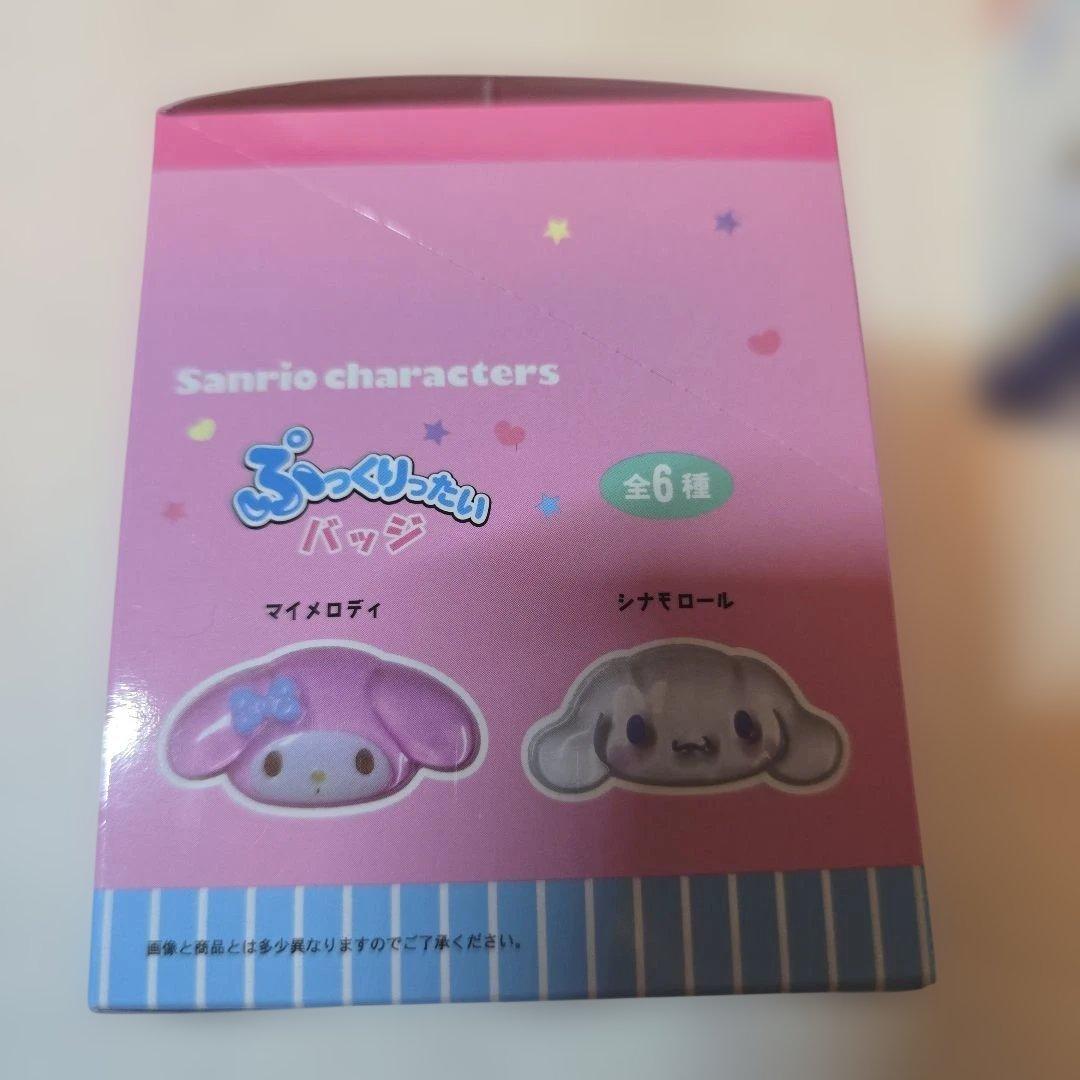 Sanrio characters
ぷっくりったい
バッジ
全6種
マイメロディ
シナモロール
画像と商品とは多少異なりますのでご了承ください。